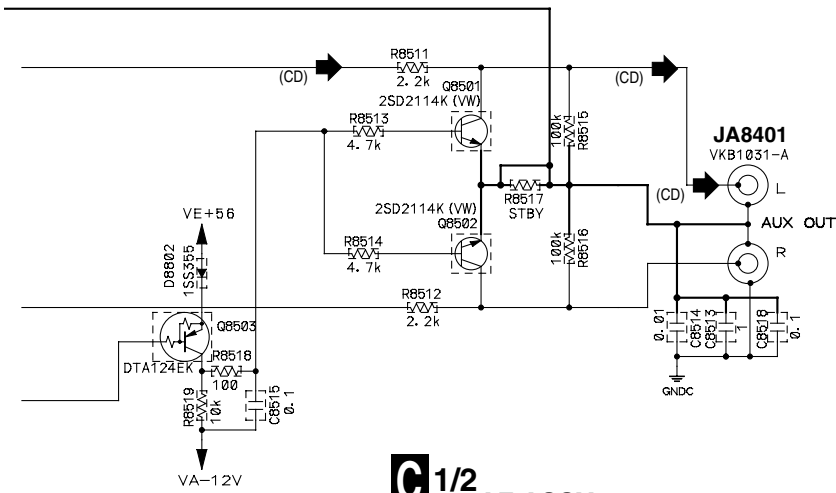 R8511
2.2k
(CD)
(CD)
Q8501
2SD2114K (VW)
R8513
4.7k
100k
R8515
JA8401
VKB1031-A
(CD)
L
R8517
STBY
AUX OUT
VE+56
2SD2114K (VW)
Q8502
R8514
4.7k
100k
R8516
R
D8802
1SS355
R8512
2.2k
Q8503
DTA124EK
R8518
100
0.01
C8514
C8513
1
C8518
0.1
R8519
10k
C8515
0.1
GNDC
VA-12V
C 1/2